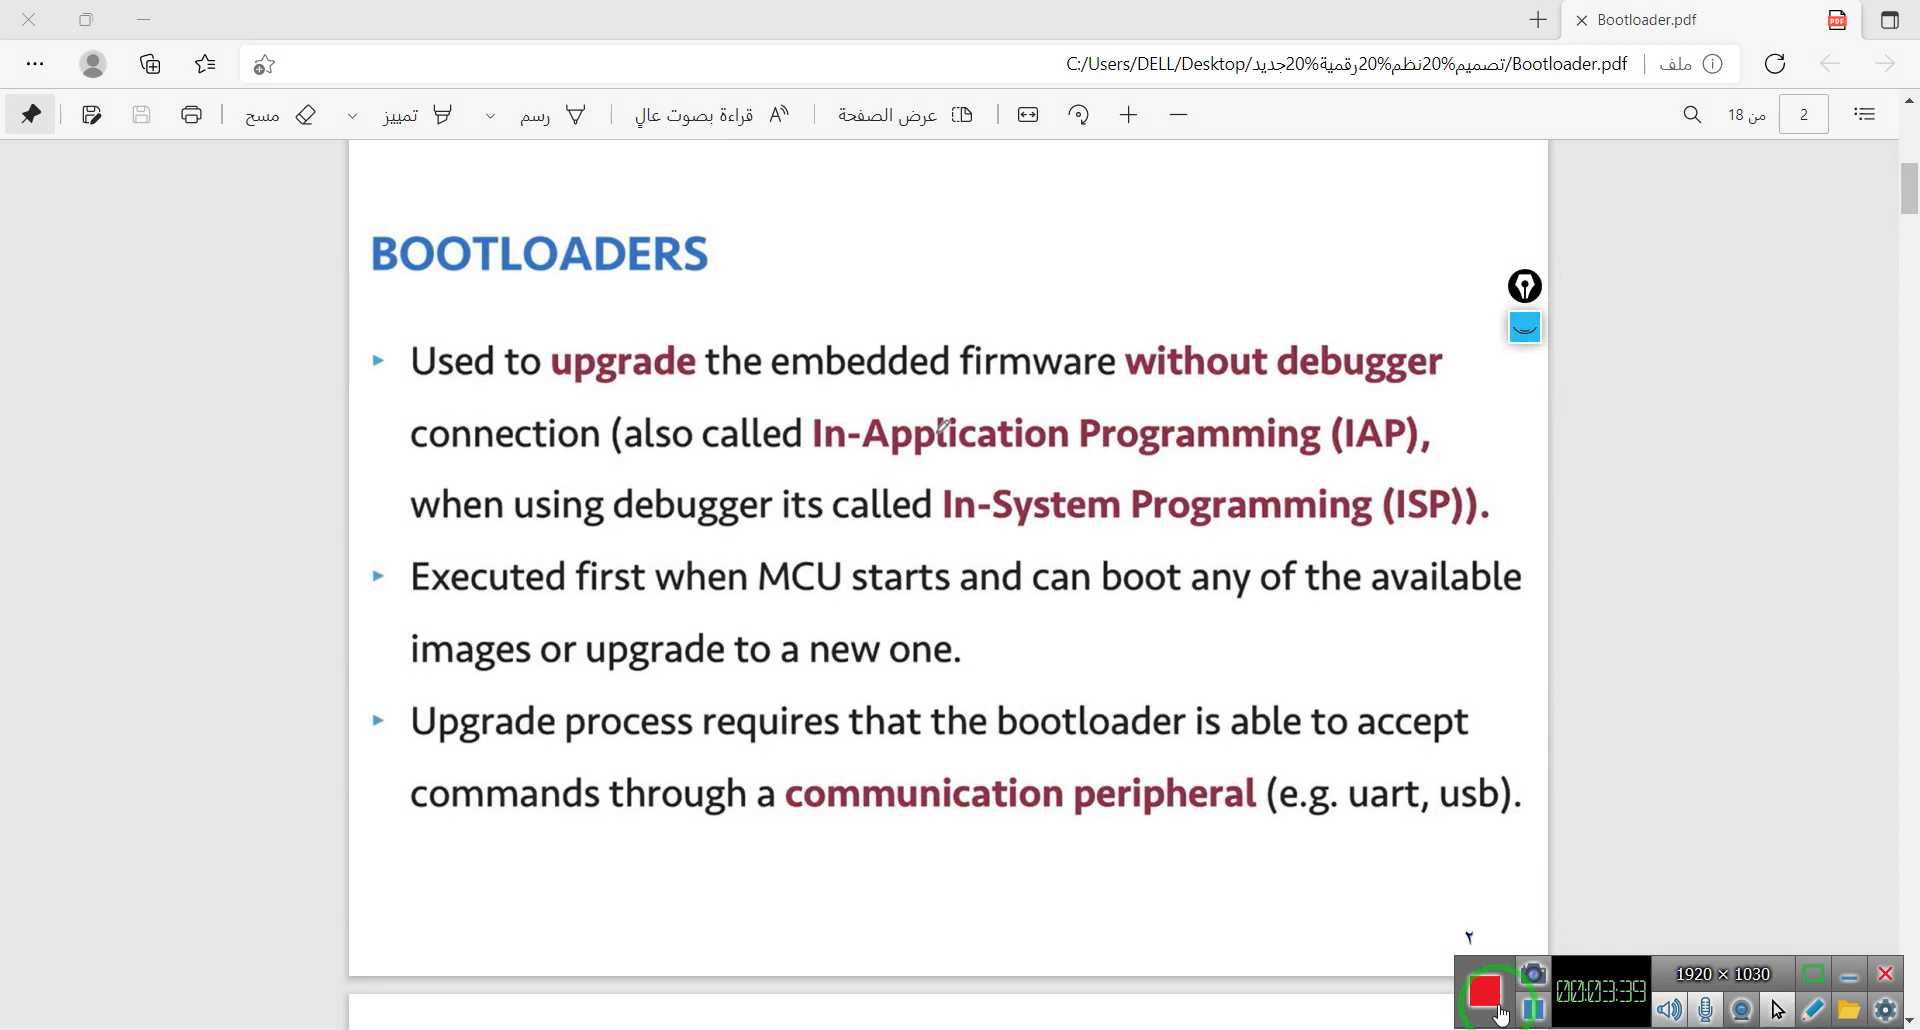 Bootloader.pdf
C:/Users/DELL/Desktop/تصميم%20نظم%20رقمية%20جديد/Bootloader.pdf
ملف
مسح
تمييز
رسم
قراءة بصوت عالٍ
عرض الصفحة
من 18
2
BOOTLOADERS
Used to upgrade the embedded firmware without debugger
connection (also called In-Application Programming (IAP),
when using debugger its called In-System Programming (ISP)).
Executed first when MCU starts and can boot any of the available
images or upgrade to a new one.
Upgrade process requires that the bootloader is able to accept
commands through a communication peripheral (e.g. uart, usb).
٢
00:03:39
1920 × 1030